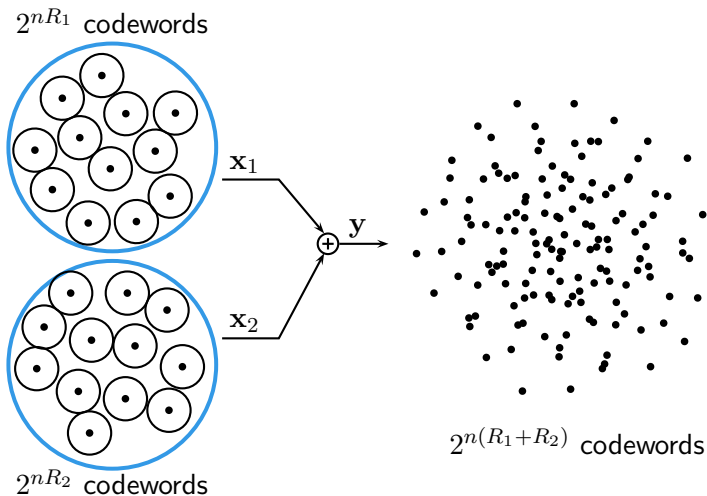 2^{nR_1} codewords
x_1
y
x_2
2^{n(R_1+R_2)} codewords
2^{nR_2} codewords